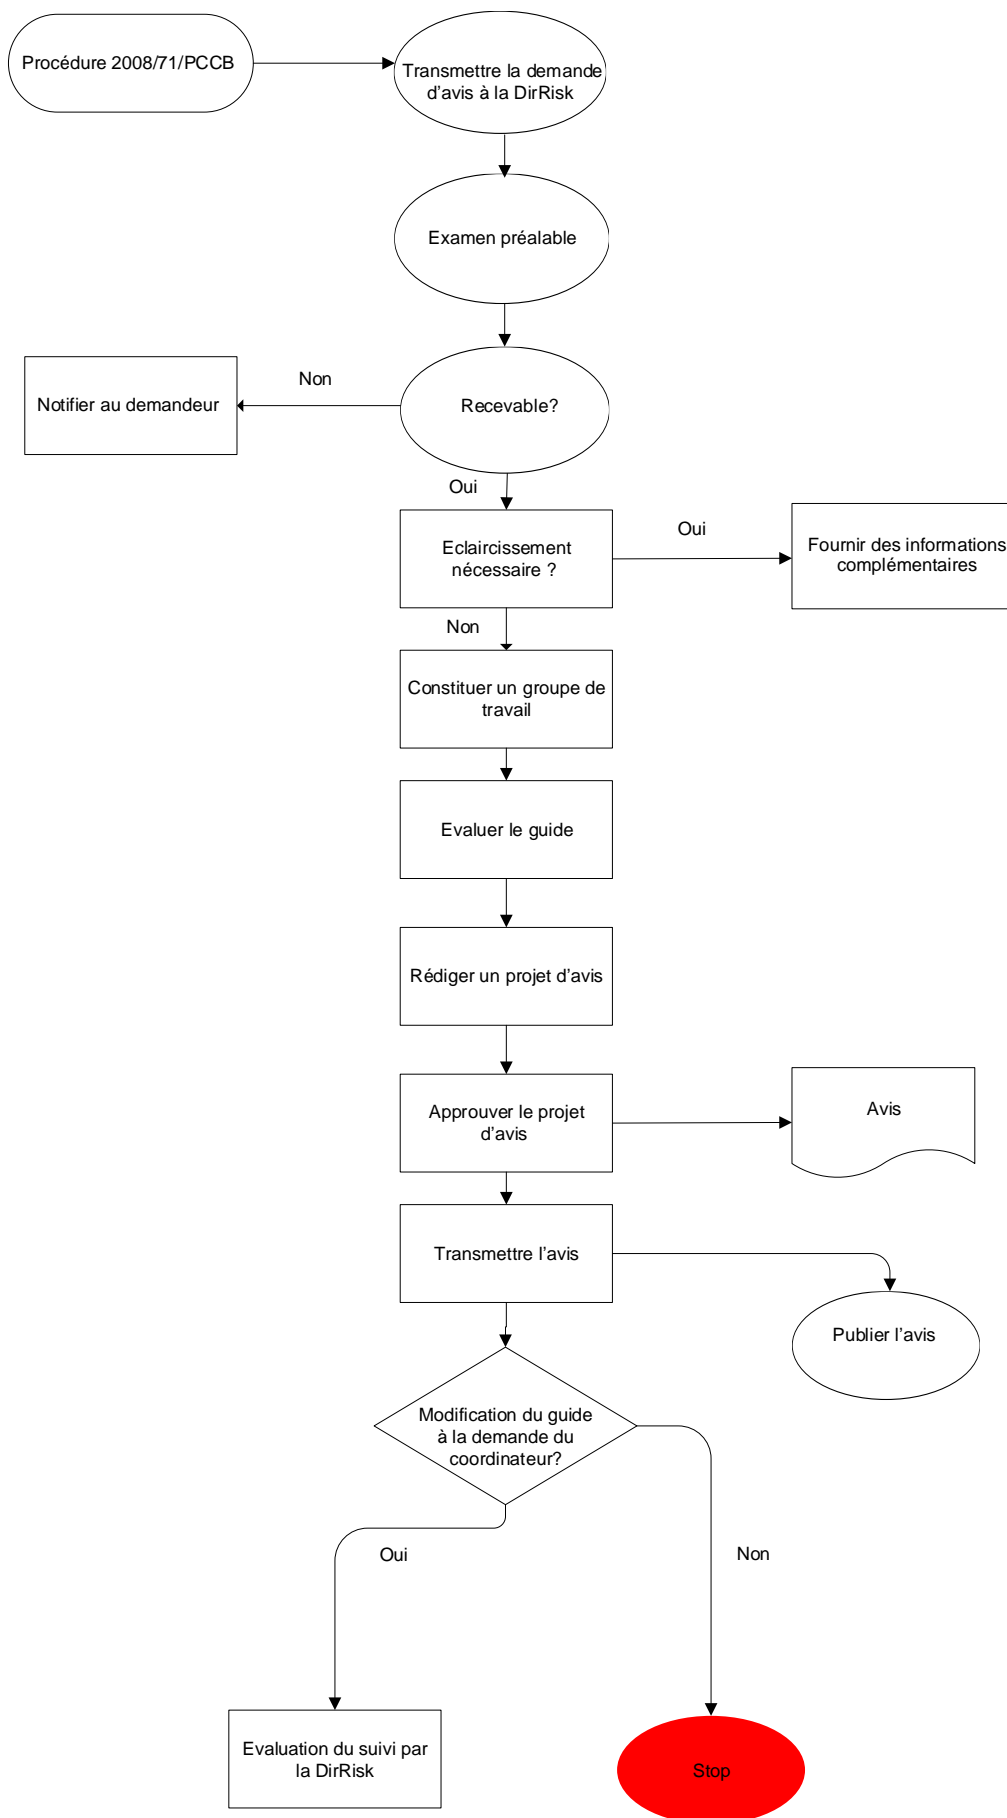 Procédure 2008/71/PCCB
Transmettre la demande
d’avis à la DirRisk
Examen préalable
Non
Notifier au demandeur
Recevable?
Oui
Eclaircissement
nécessaire ?
Oui
Fournir des informations
complémentaires
Non
Constituer un groupe de
travail
Evaluer le guide
Rédiger un projet d’avis
Approuver le projet
d’avis
Avis
Transmettre l’avis
Publier l’avis
Modification du guide
à la demande du
coordinateur?
Oui
Non
Evaluation du suivi par
la DirRisk
Stop